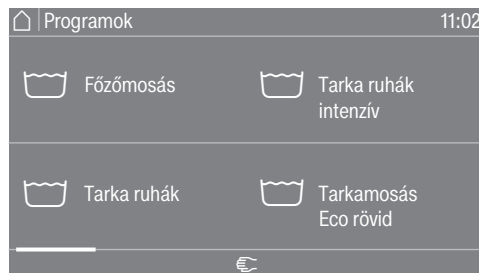 Programok 11:02
Főzőmosás
Tarka ruhák
intenzív
Tarka ruhák
Tarkamosás
Eco rövid